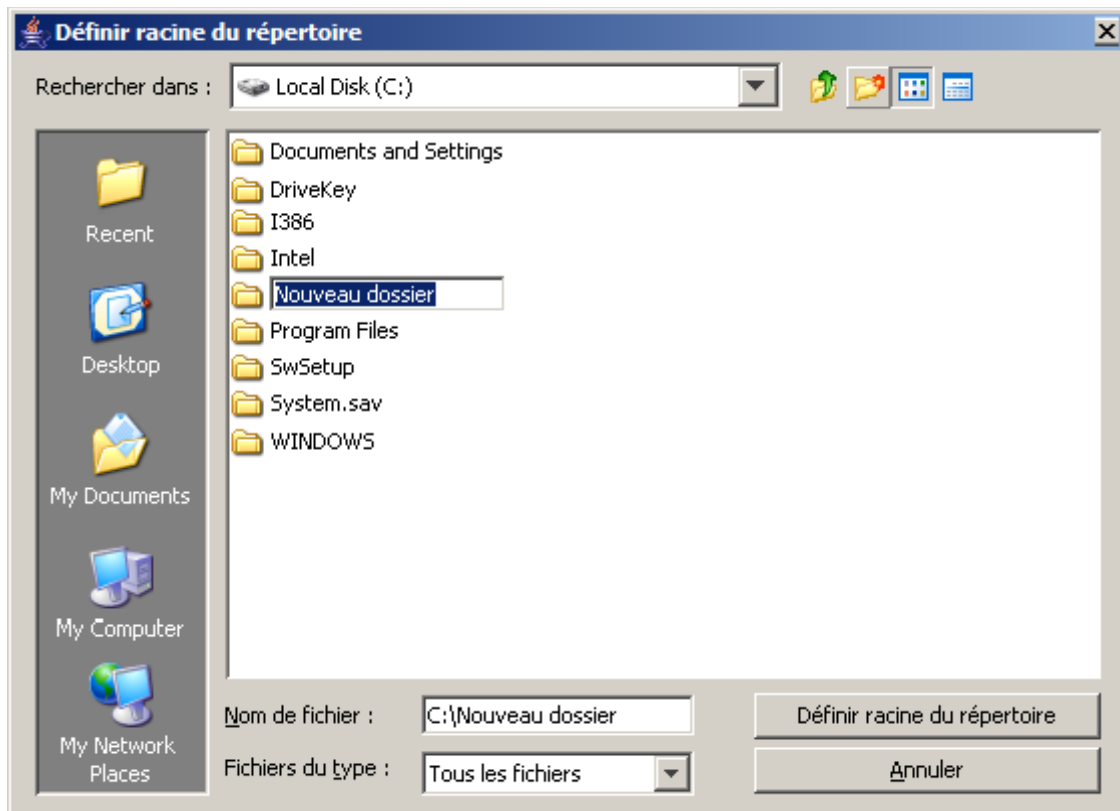 Définir racine du répertoire
Rechercher dans :
Local Disk (C:)
Recent
Desktop
My Documents
My Computer
My Network
Places
Documents and Settings
DriveKey
I386
Intel
Nouveau dossier
Program Files
SwSetup
System.sav
WINDOWS
Nom de fichier :
C:\Nouveau dossier
Définir racine du répertoire
Fichiers du type :
Tous les fichiers
Annuler